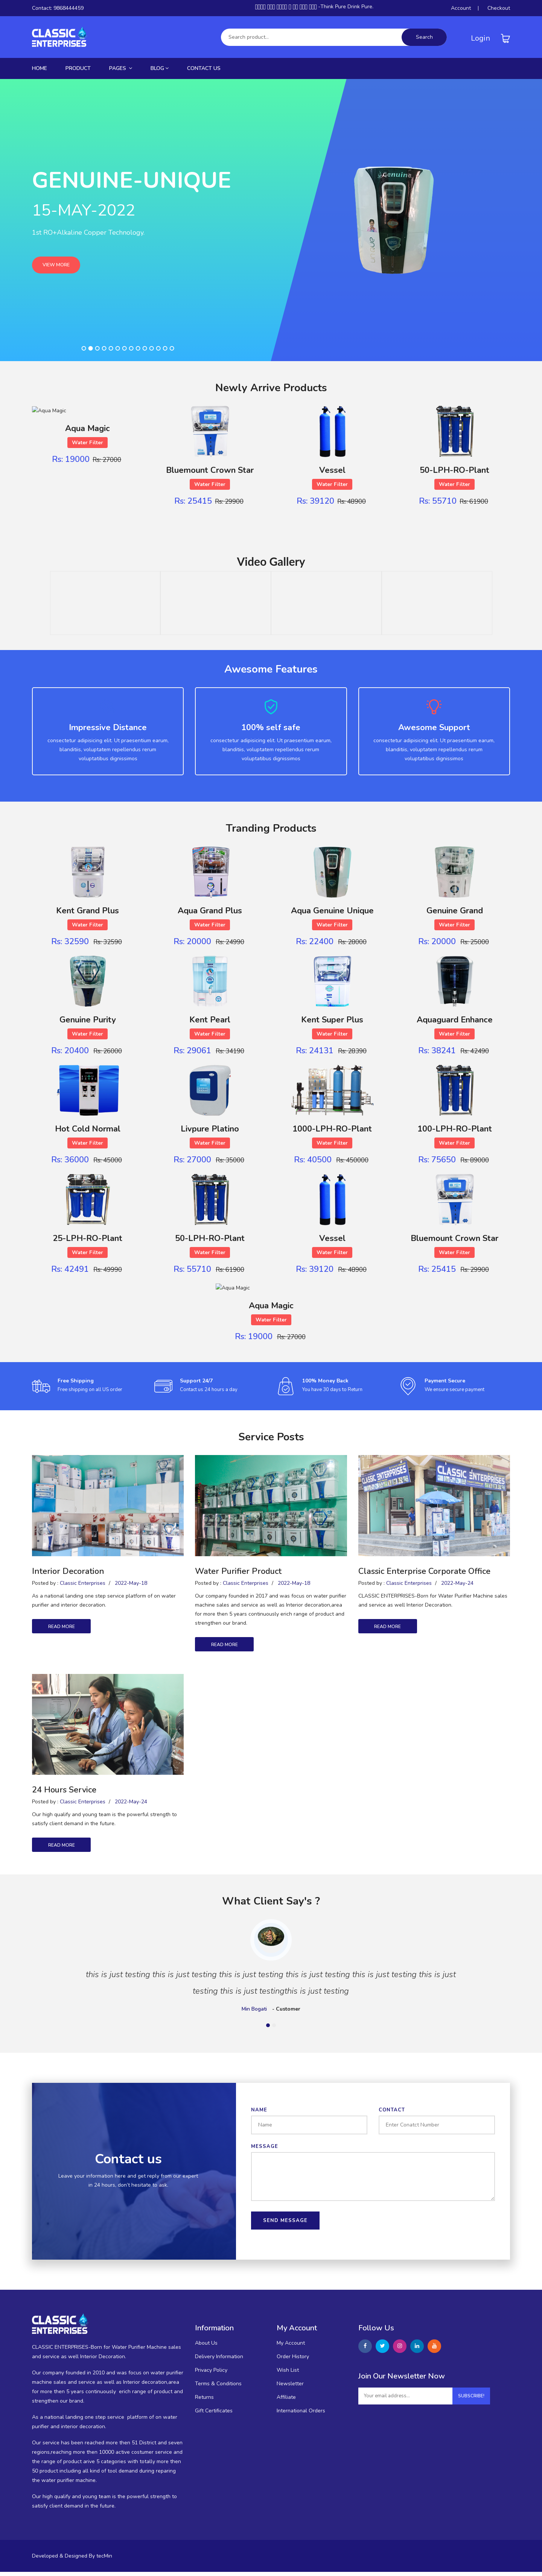 Contact: 9868444459
-Think Pure Drink Pure.
Account | Checkout
CLASSIC
ENTERPRISES
Search product...
Search
Login
HOME PRODUCT PAGES BLOG CONTACT US
GENUINE-UNIQUE
15-MAY-2022
1st RO+Alkaline Copper Technology.
VIEW MORE
Genuine
Newly Arrive Products
Aqua Magic
Aqua Magic
Water Filter
Rs: 19000 Rs: 27000
Bluemount Crown Star
Water Filter
Rs: 25415 Rs: 29900
Vessel
Water Filter
Rs: 39120 Rs: 48900
50-LPH-RO-Plant
Water Filter
Rs: 55710 Rs: 61900
Video Gallery
Awesome Features
Impressive Distance
consectetur adipisicing elit. Ut praesentium earum,
blanditiis, voluptatem repellendus rerum
voluptatibus dignissimos
100% self safe
consectetur adipisicing elit. Ut praesentium earum,
blanditiis, voluptatem repellendus rerum
voluptatibus dignissimos
Awesome Support
consectetur adipisicing elit. Ut praesentium earum,
blanditiis, voluptatem repellendus rerum
voluptatibus dignissimos
Tranding Products
Kent Grand Plus
Water Filter
Rs: 32590 Rs: 32590
Aqua Grand Plus
Water Filter
Rs: 20000 Rs: 24990
Aqua Genuine Unique
Water Filter
Rs: 22400 Rs: 28000
Genuine Grand
Water Filter
Rs: 20000 Rs: 25000
Genuine Purity
Water Filter
Rs: 20400 Rs: 26000
Kent Pearl
Water Filter
Rs: 29061 Rs: 34190
Kent Super Plus
Water Filter
Rs: 24131 Rs: 28390
Aquaguard Enhance
Water Filter
Rs: 38241 Rs: 42490
Hot Cold Normal
Water Filter
Rs: 36000 Rs: 45000
Livpure Platino
Water Filter
Rs: 27000 Rs: 35000
1000-LPH-RO-Plant
Water Filter
Rs: 40500 Rs: 450000
100-LPH-RO-Plant
Water Filter
Rs: 75650 Rs: 89000
25-LPH-RO-Plant
Water Filter
Rs: 42491 Rs: 49990
50-LPH-RO-Plant
Water Filter
Rs: 55710 Rs: 61900
Vessel
Water Filter
Rs: 39120 Rs: 48900
Bluemount Crown Star
Water Filter
Rs: 25415 Rs: 29900
Aqua Magic
Aqua Magic
Water Filter
Rs: 19000 Rs: 27000
Free Shipping
Free shipping on all US order
Support 24/7
Contact us 24 hours a day
100% Money Back
You have 30 days to Return
Payment Secure
We ensure secure payment
Service Posts
CLASSIC ENTERPRISES
Interior Decoration
Posted by : Classic Enterprises / 2022-May-18
As a national landing one step service platform of on water
purifier and interior decoration.
READ MORE
Water Purifier Product
Posted by : Classic Enterprises / 2022-May-18
Our company founded in 2017 and was focus on water purifier
machine sales and service as well as Interior decoration,area
for more then 5 years continuously enrich range of product and
strengthen our brand.
READ MORE
Classic Enterprise Corporate Office
Posted by : Classic Enterprises / 2022-May-24
CLASSIC ENTERPRISES-Born for Water Purifier Machine sales
and service as well Interior Decoration.
READ MORE
24 Hours Service
Posted by : Classic Enterprises / 2022-May-24
Our high quality and young team is the powerful strength to
satisfy client demand in the future.
READ MORE
What Client Say's ?
this is just testing this is just testing this is just testing this is just testing this is just testing this is just
testing this is just testingthis is just testing
Min Bogati - Customer
Contact us
Leave your information here and get reply from our expert
in 24 hours, don't hesitate to ask.
NAME
Name
CONTACT
Enter Conatct Number
MESSAGE
SEND MESSAGE
CLASSIC
ENTERPRISES
CLASSIC ENTERPRISES-Born for Water Purifier Machine sales
and service as well Interior Decoration.
Our company founded in 2010 and was focus on water purifier
machine sales and service as well as Interior decoration,area
for more then 5 years continuously enrich range of product and
strengthen our brand.
As a national landing one step service platform of on water
purifier and interior decoration.
Our service has been reached more then 51 District and seven
regions,reaching more then 10000 active costumer service and
the range of product arive 5 categories with totally more then
50 product including all kind of tool demand during reparing
the water purifier machine.
Our high quality and young team is the powerful strength to
satisfy client demand in the future.
Information
About Us
Delivery Information
Privacy Policy
Terms & Conditions
Returns
Gift Certificates
My Account
My Account
Order History
Wish List
Newsletter
Affiliate
International Orders
Follow Us
Join Our Newsletter Now
Your email address...
SUBSCRIBE!
Developed & Designed By tecMin